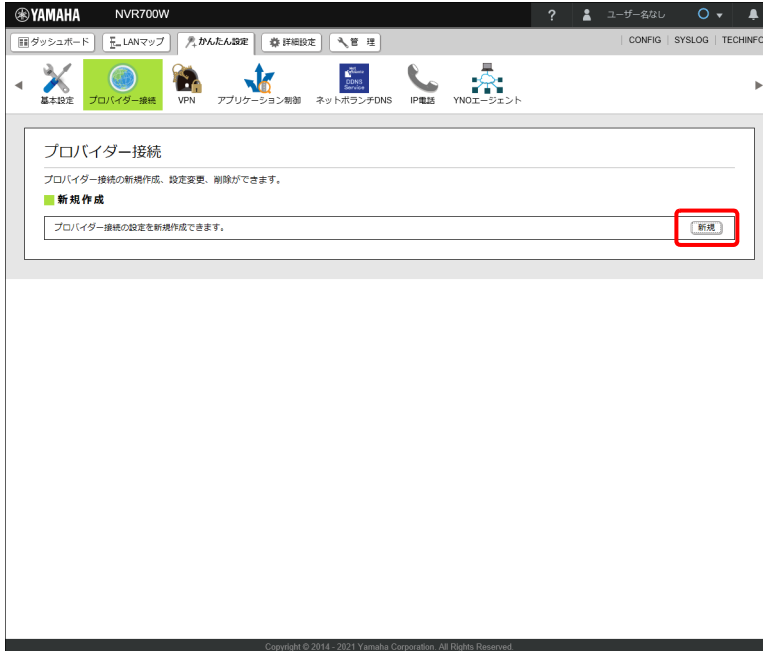 YAMAHA NVR700W ? ユーザー名なし
ダッシュボード LANマップ かんたん設定 詳細設定 管 理 CONFIG SYSLOG TECHINFO
基本設定 プロバイダー接続 VPN アプリケーション制御 ネットボランチDNS IP電話 YNOエージェント
DDNS
Service
プロバイダー接続
プロバイダー接続の新規作成、設定変更、削除ができます。
新規作成
プロバイダー接続の設定を新規作成できます。 新規
Copyright © 2014 - 2021 Yamaha Corporation. All Rights Reserved.